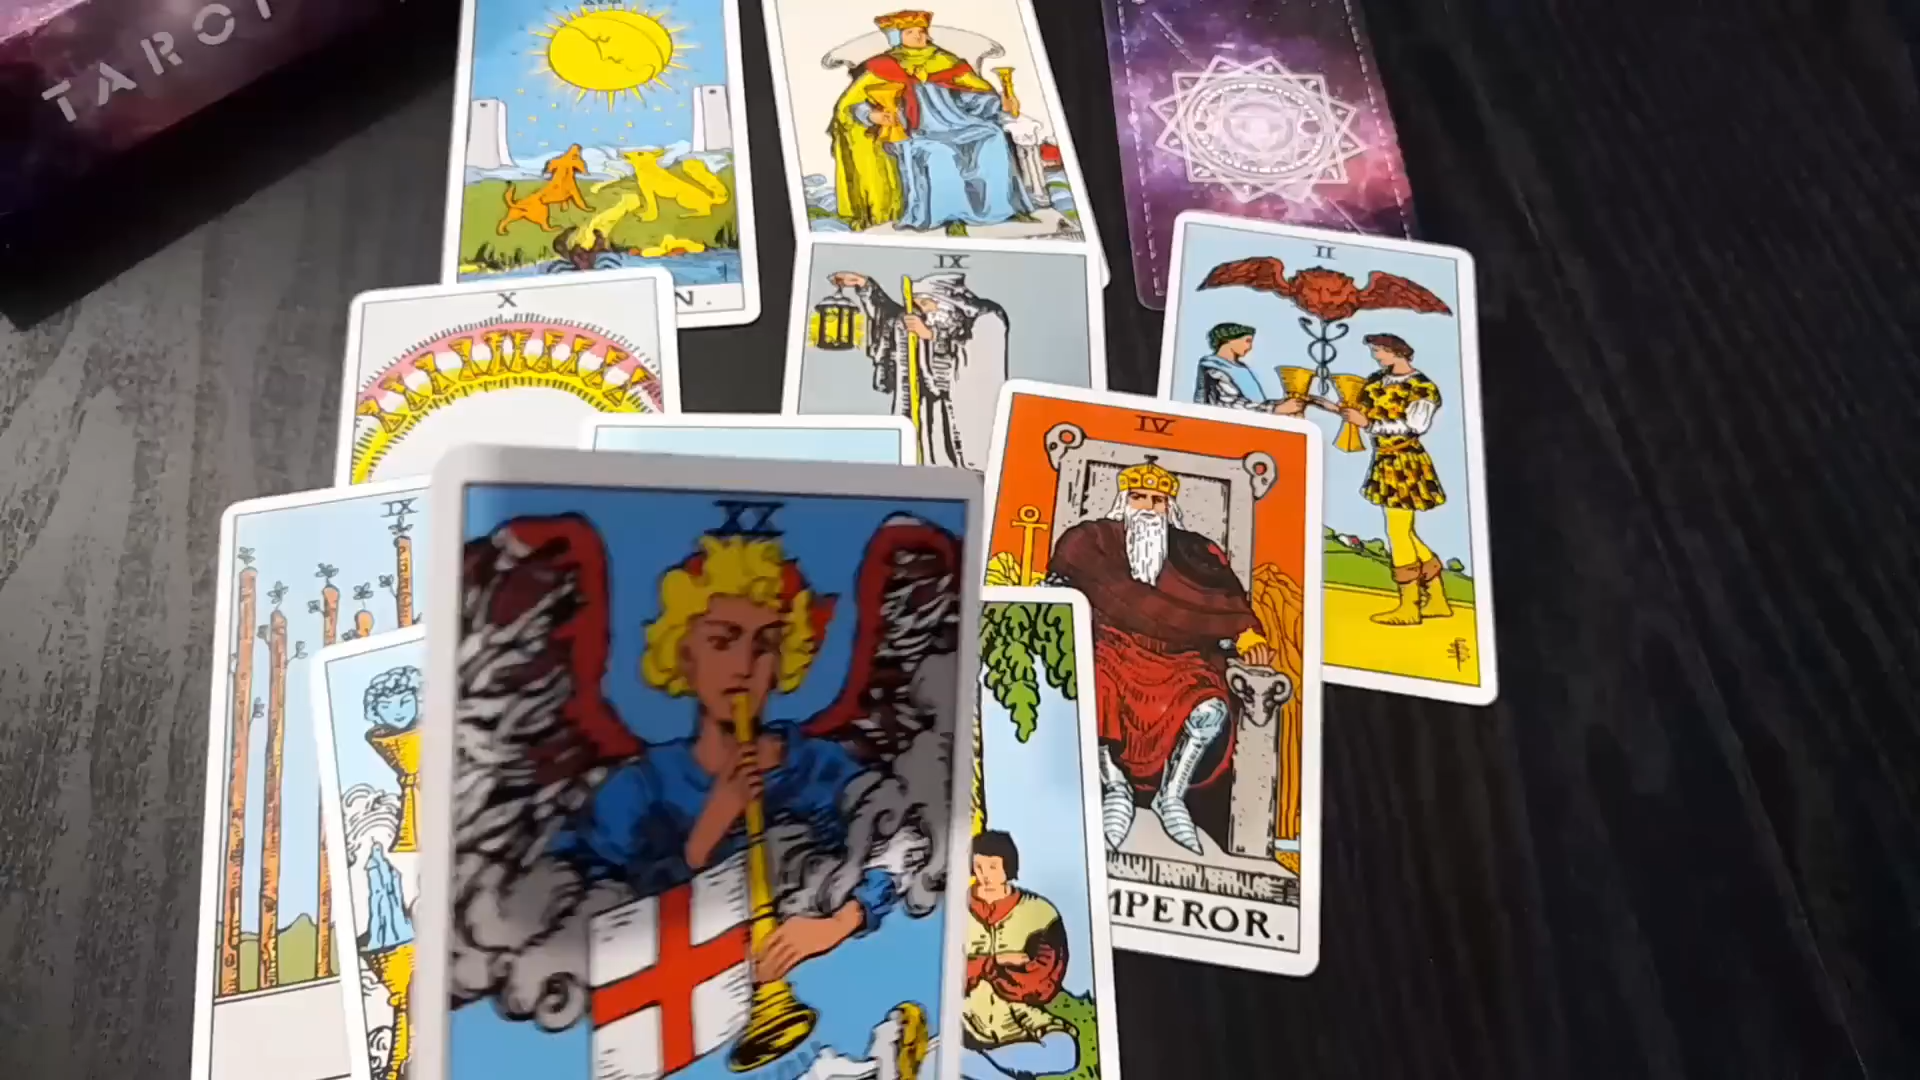 TAROT
N.
IX
II
X
IV
IX
XX
MPEROR.